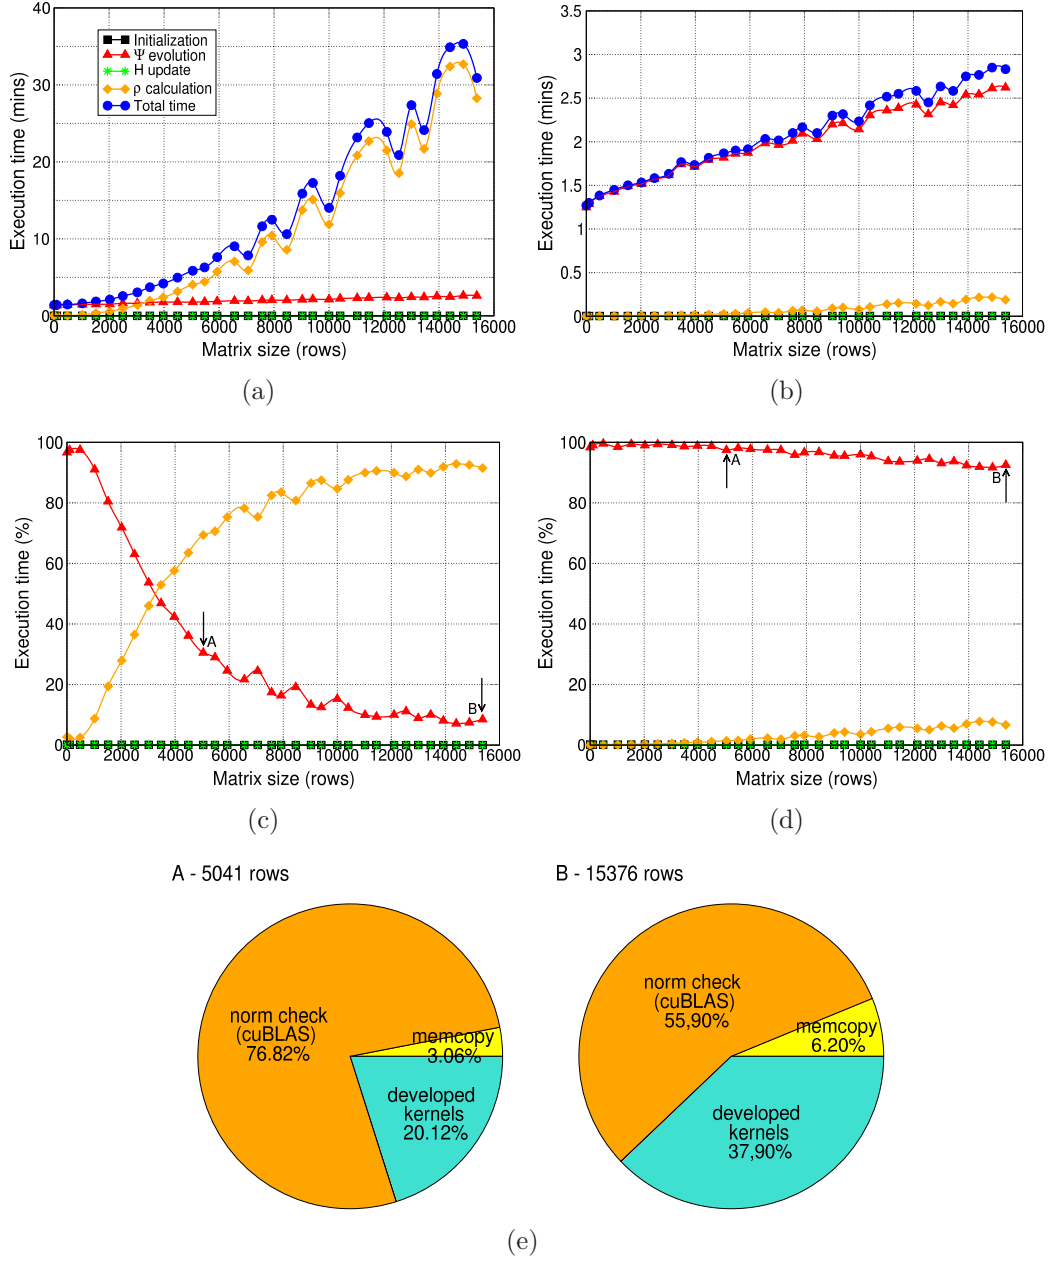 40
30
20
10
0
Execution time (mins)
Initialization
Ψ evolution
H update
ρ calculation
Total time
0 2000 4000 6000 8000 10000 12000 14000 16000
Matrix size (rows)
(a)
3.5
3
2.5
2
1.5
1
0.5
0
Execution time (mins)
0 2000 4000 6000 8000 10000 12000 14000 16000
Matrix size (rows)
(b)
100
80
60
40
20
0
Execution time (%)
A
B
0 2000 4000 6000 8000 10000 12000 14000 16000
Matrix size (rows)
(c)
100
80
60
40
20
0
Execution time (%)
A
B
0 2000 4000 6000 8000 10000 12000 14000 16000
Matrix size (rows)
(d)
A - 5041 rows
norm check
(cuBLAS)
76.82%
memcopy
3.06%
developed
kernels
20.12%
B - 15376 rows
norm check
(cuBLAS)
55,90%
memcopy
6.20%
developed
kernels
37,90%
(e)